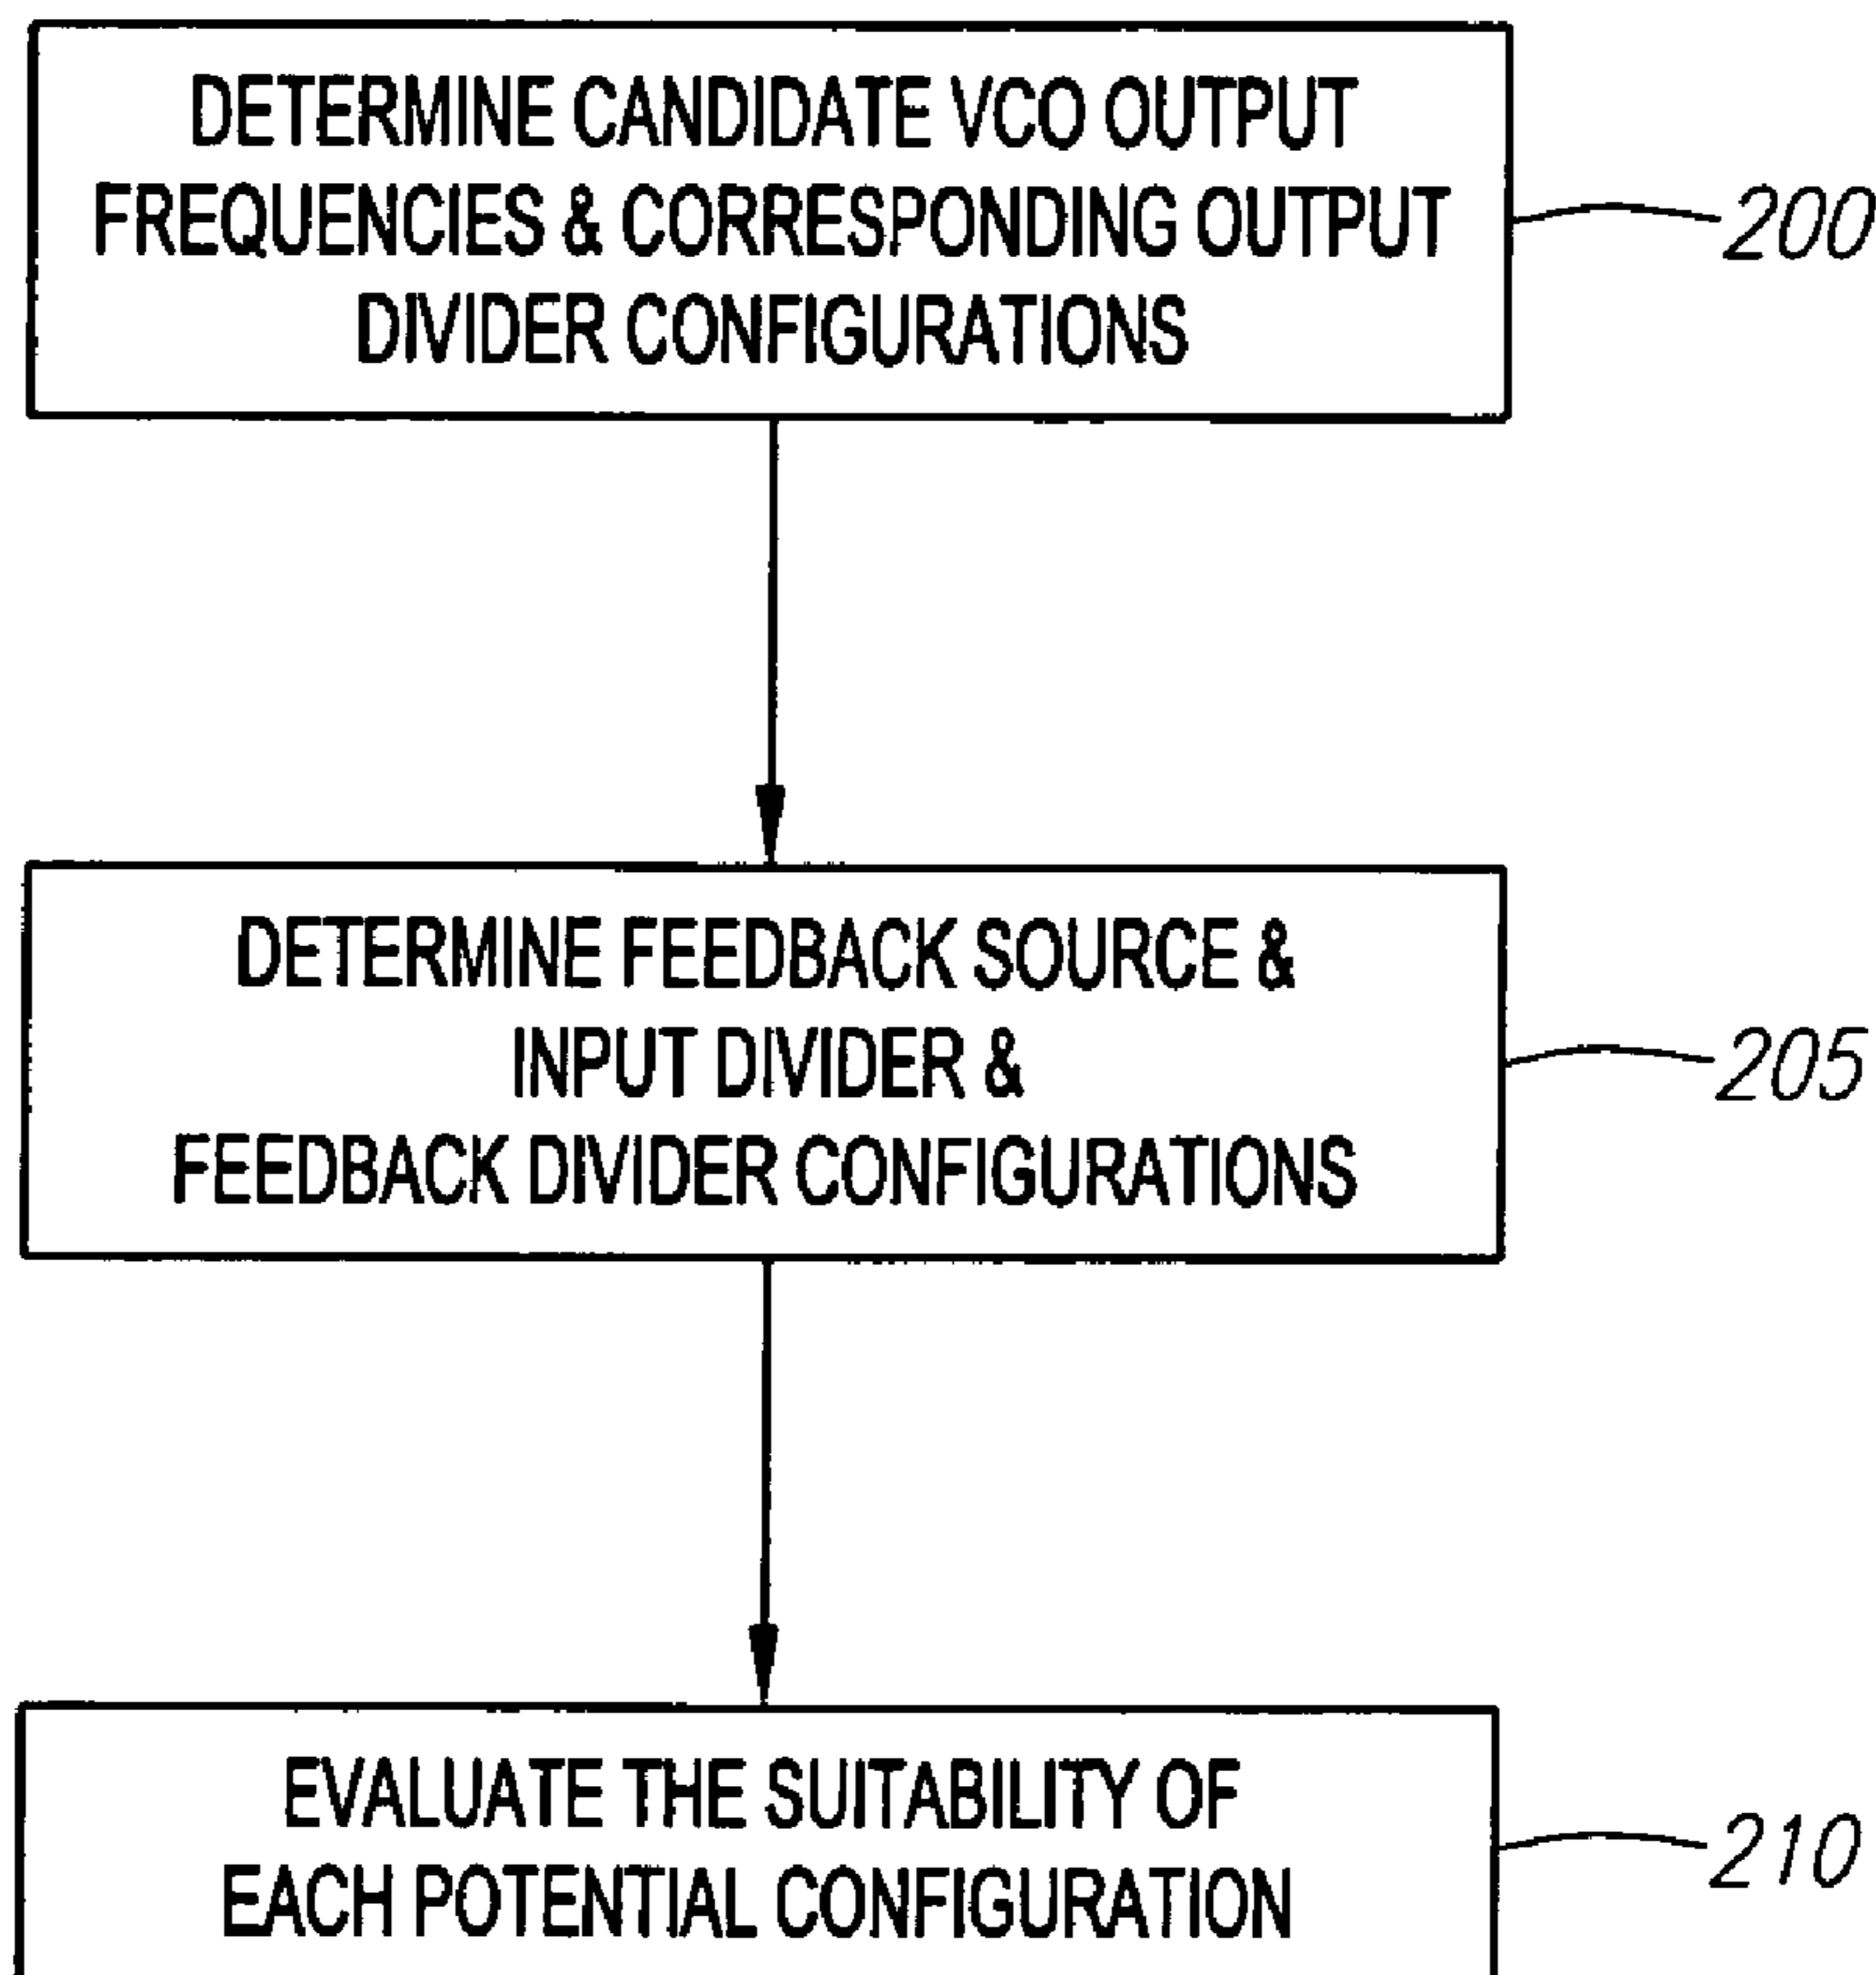 DETERMINE CANDIDATE VCO OUTPUT
FREQUENCIES & CORRESPONDING OUTPUT
DIVIDER CONFIGURATIONS
200
DETERMINE FEEDBACK SOURCE &
INPUT DIVIDER &
FEEDBACK DIVIDER CONFIGURATIONS
205
EVALUATE THE SUITABILITY OF
EACH POTENTIAL CONFIGURATION
210